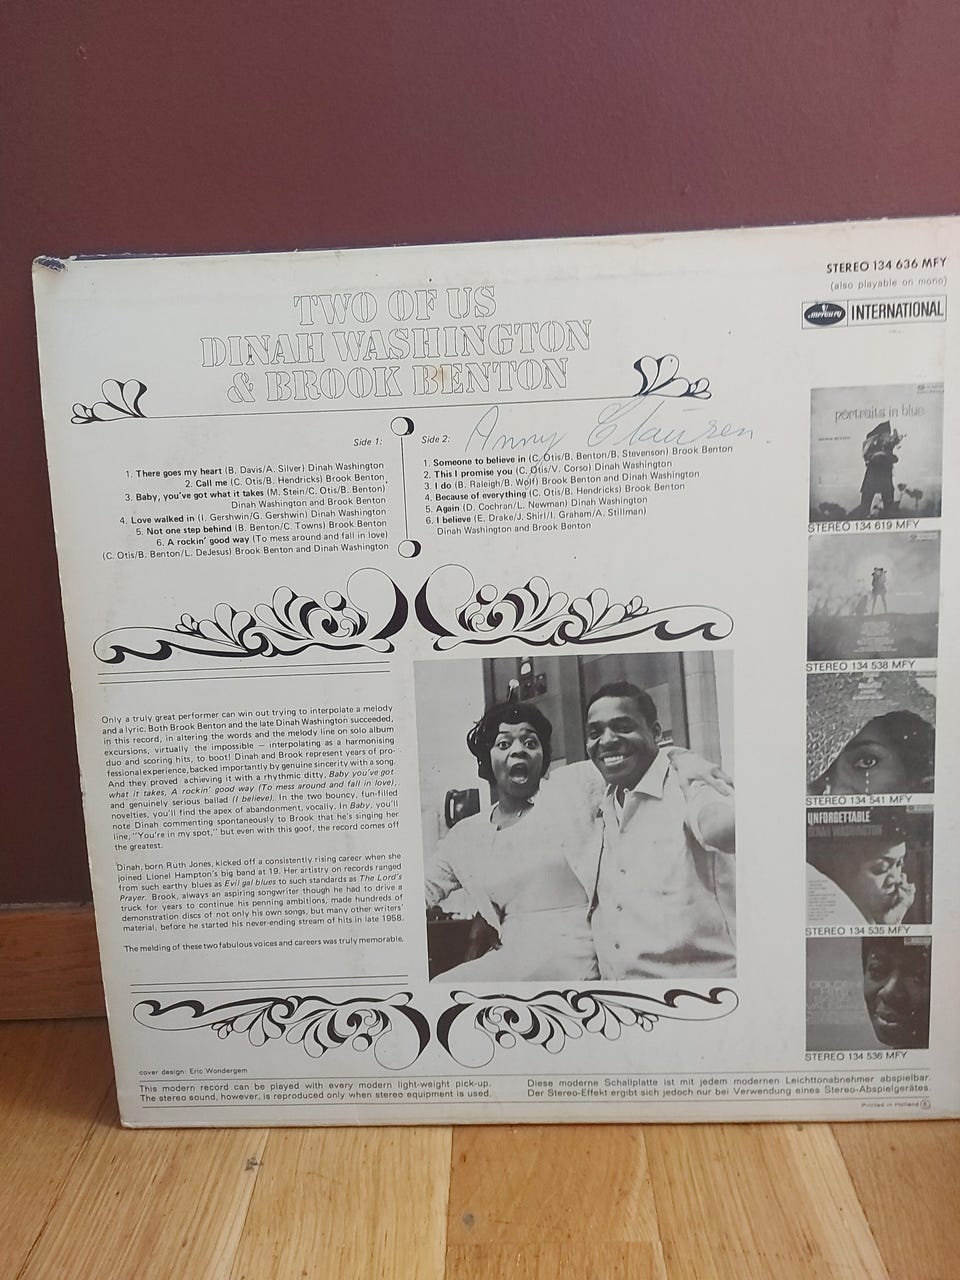 STEREO 134 636 MFY
(also playable on mono)
mercury INTERNATIONAL
TWO OF US
DINAH WASHINGTON
& BROOK BENTON
Side 1:
1. There goes my heart (B. Davis/A. Silver) Dinah Washington
2. Call me (C. Otis/B. Hendricks) Brook Benton
3. Baby, you've got what it takes (M. Stein/C. Otis/B. Benton)
Dinah Washington and Brook Benton
4. Love walked in (I. Gershwin/G. Gershwin) Dinah Washington
5. Not one step behind (B. Benton/C. Towns) Brook Benton
6. A rockin' good way (To mess around and fall in love)
(C. Otis/B. Benton/L. DeJesus) Brook Benton and Dinah Washington
Side 2:
Anny
1. Someone to believe in (C. Otis/B. Benton/B. Stevenson) Brook Benton
2. This I promise you (C. Otis/V. Corso) Dinah Washington
3. I do (B. Raleigh/B. Wolf) Brook Benton and Dinah Washington
4. Because of everything (C. Otis/B. Hendricks) Brook Benton
5. Again (D. Cochran/L. Newman) Dinah Washington
6. I believe (E. Drake/J. Shirl/I. Graham/A. Stillman)
Dinah Washington and Brook Benton
Only a truly great performer can win out trying to interpolate a melody
and a lyric. Both Brook Benton and the late Dinah Washington succeeded,
in this record, in altering the words and the melody line on solo album
excursions, virtually the impossible — interpolating as a harmonising
duo and scoring hits, to boot! Dinah and Brook represent years of pro-
fessional experience, backed importantly by genuine sincerity with a song.
And they proved achieving it with a rhythmic ditty, Baby you've got
what it takes, A rockin' good way (To mess around and fall in love),
and genuinely serious ballad (I believe). In the two bouncy, fun-filled
novelties, you'll find the apex of abandonment, vocally. In Baby, you'll
note Dinah commenting spontaneously to Brook that he's singing her
line, "You're in my spot," but even with this goof, the record comes off
the greatest.
Dinah, born Ruth Jones, kicked off a consistently rising career when she
joined Lionel Hampton's big band at 19. Her artistry on records ranged
from such earthy blues as Evil gal blues to such standards as The Lord's
Prayer. Brook, always an aspiring songwriter though he had to drive a
truck for years to continue his penning ambitions, made hundreds of
demonstration discs of not only his own songs, but many other writers'
material, before he started his never-ending stream of hits in late 1958.
The melding of these two fabulous voices and careers was truly memorable.
portraits in blue
STEREO 134 619 MFY
STEREO 134 538 MFY
STEREO 134 541 MFY
UNFORGETTABLE
DINAH WASHINGTON
STEREO 134 535 MFY
STEREO 134 536 MFY
cover design: Eric Wondergem
This modern record can be played with every modern light-weight pick-up.
The stereo sound, however, is reproduced only when stereo equipment is used.
Diese moderne Schallplatte ist mit jedem modernen Leichttonabnehmer abspielbar.
Der Stereo-Effekt ergibt sich jedoch nur bei Verwendung eines Stereo-Abspielgerätes.
Printed in Holland